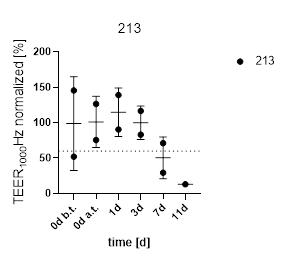 213
200
150
100
50
0
TEER1000Hz normalized [%]
0d b.t.
0d a.t.
1d
3d
7d
11d
time [d]
213